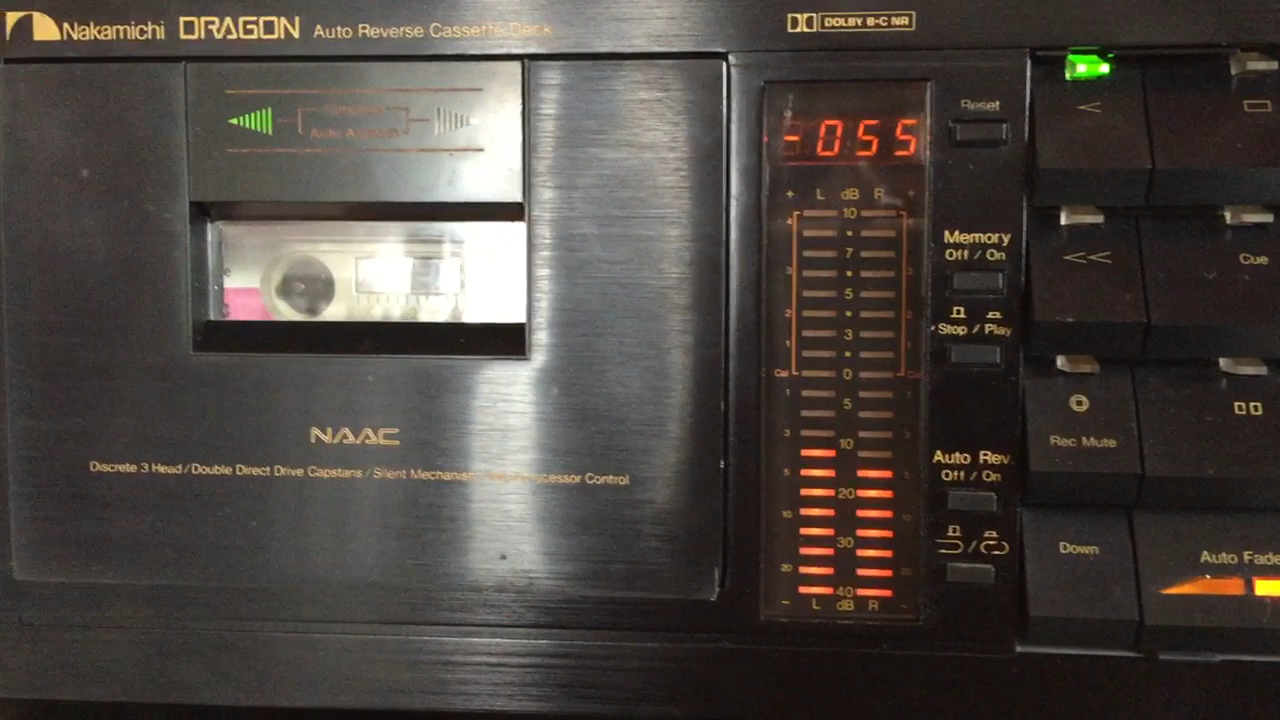 Nakamichi DRAGON Auto Reverse Cassette Deck
DOLBY B-C NR
Auto Azimuth
-055
Reset
+ L dB R +
10
7
5
3
0
5
10
20
30
40
- L dB R -
Memory
Off / On
Stop / Play
Auto Rev.
Off / On
Cue
Rec Mute
Down
Auto Fade
NAAC
Discrete 3 Head / Double Direct Drive Capstans / Silent Mechanism
Control